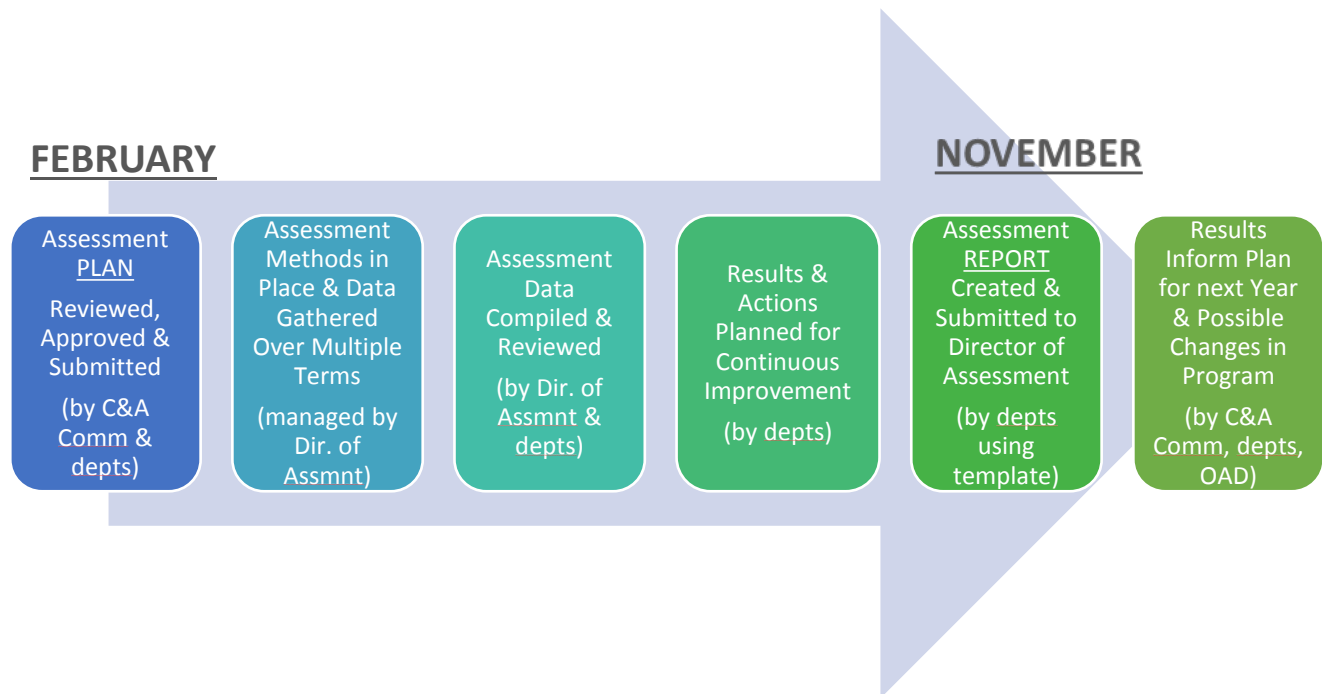 FEBRUARY
NOVEMBER
Assessment
PLAN
Reviewed,
Approved &
Submitted
(by C&A
Comm &
depts)
Assessment
Methods in
Place & Data
Gathered
Over Multiple
Terms
(managed by
Dir. of
Assmnt)
Assessment
Data
Compiled &
Reviewed
(by Dir. of
Assmnt &
depts)
Results &
Actions
Planned for
Continuous
Improvement
(by depts)
Assessment
REPORT
Created &
Submitted to
Director of
Assessment
(by depts
using
template)
Results
Inform Plan
for next Year
& Possible
Changes in
Program
(by C&A
Comm, depts,
OAD)